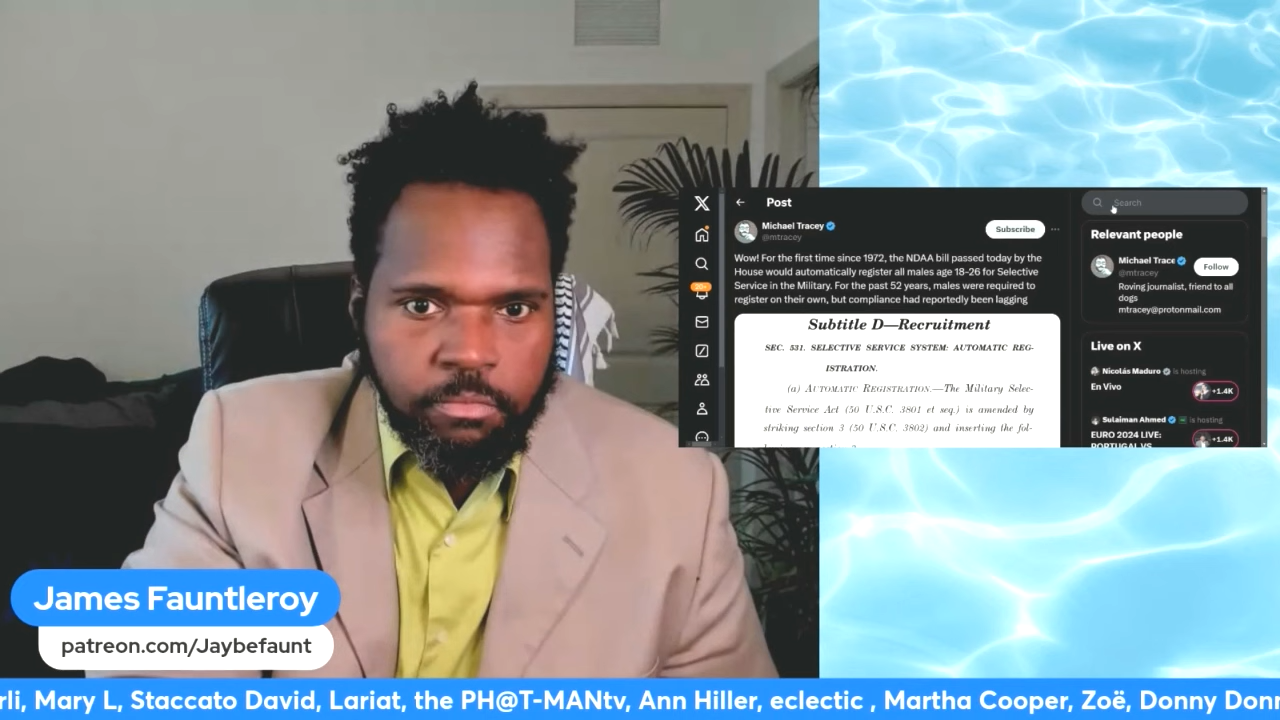 Post
Search
Michael Tracey
@mtracey
Subscribe
Wow! For the first time since 1972, the NDAA bill passed today by the
House would automatically register all males age 18-26 for Selective
Service in the Military. For the past 52 years, males were required to
register on their own, but compliance had reportedly been lagging
Subtitle D—Recruitment
SEC. 531. SELECTIVE SERVICE SYSTEM: AUTOMATIC REG-
ISTRATION.
(a) AUTOMATIC REGISTRATION.—The Military Selec-
tive Service Act (50 U.S.C. 3801 et seq.) is amended by
striking section 3 (50 U.S.C. 3802) and inserting the fol-
20+
Relevant people
Michael Trace
@mtracey
Follow
Roving journalist, friend to all
dogs
mtracey@protonmail.com
Live on X
Nicolás Maduro is hosting
En Vivo
+1.4K
Sulaiman Ahmed is hosting
EURO 2024 LIVE:
PORTUGAL VS
+1.4K
James Fauntleroy
patreon.com/Jaybefaunt
rli, Mary L, Staccato David, Lariat, the PH@T-MANtv, Ann Hiller, eclectic , Martha Cooper, Zoë, Donny Don